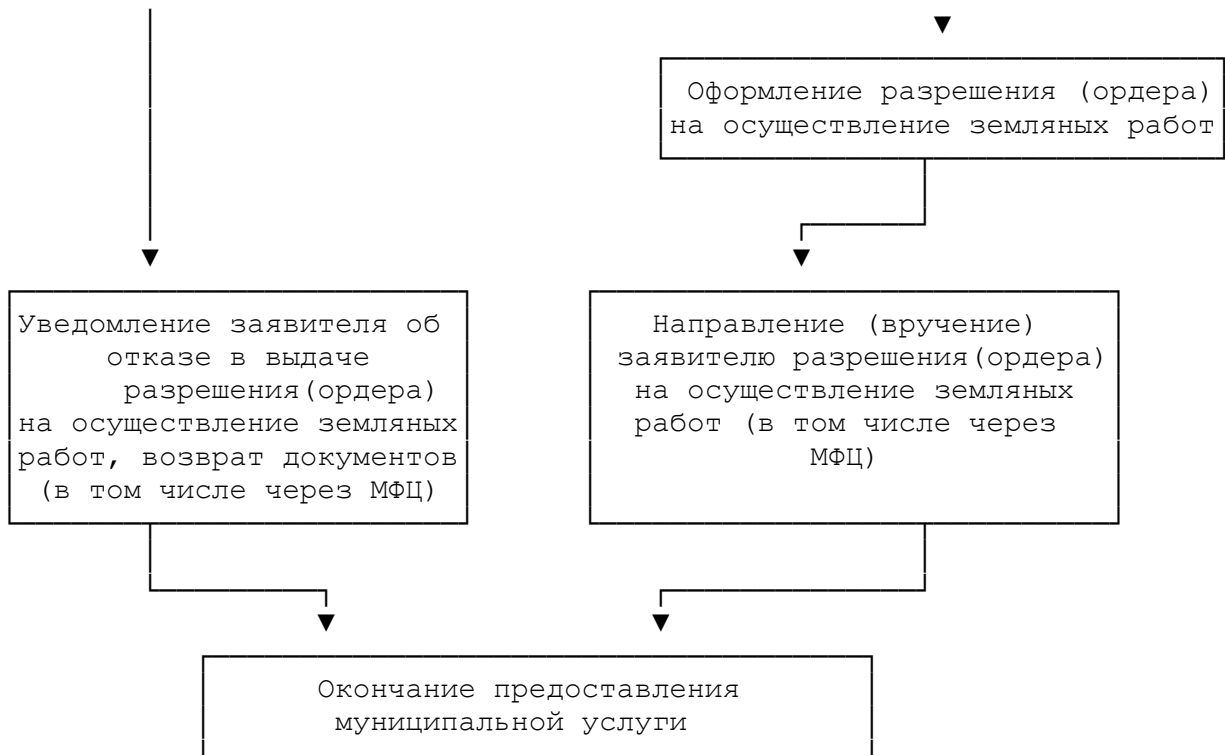 Оформление разрешения (ордера)
на осуществление земляных работ
Уведомление заявителя об
отказе в выдаче
разрешения(ордера)
на осуществление земляных
работ, возврат документов
(в том числе через МФЦ)
Направление (вручение)
заявителю разрешения(ордера)
на осуществление земляных
работ (в том числе через
МФЦ)
Окончание предоставления
муниципальной услуги